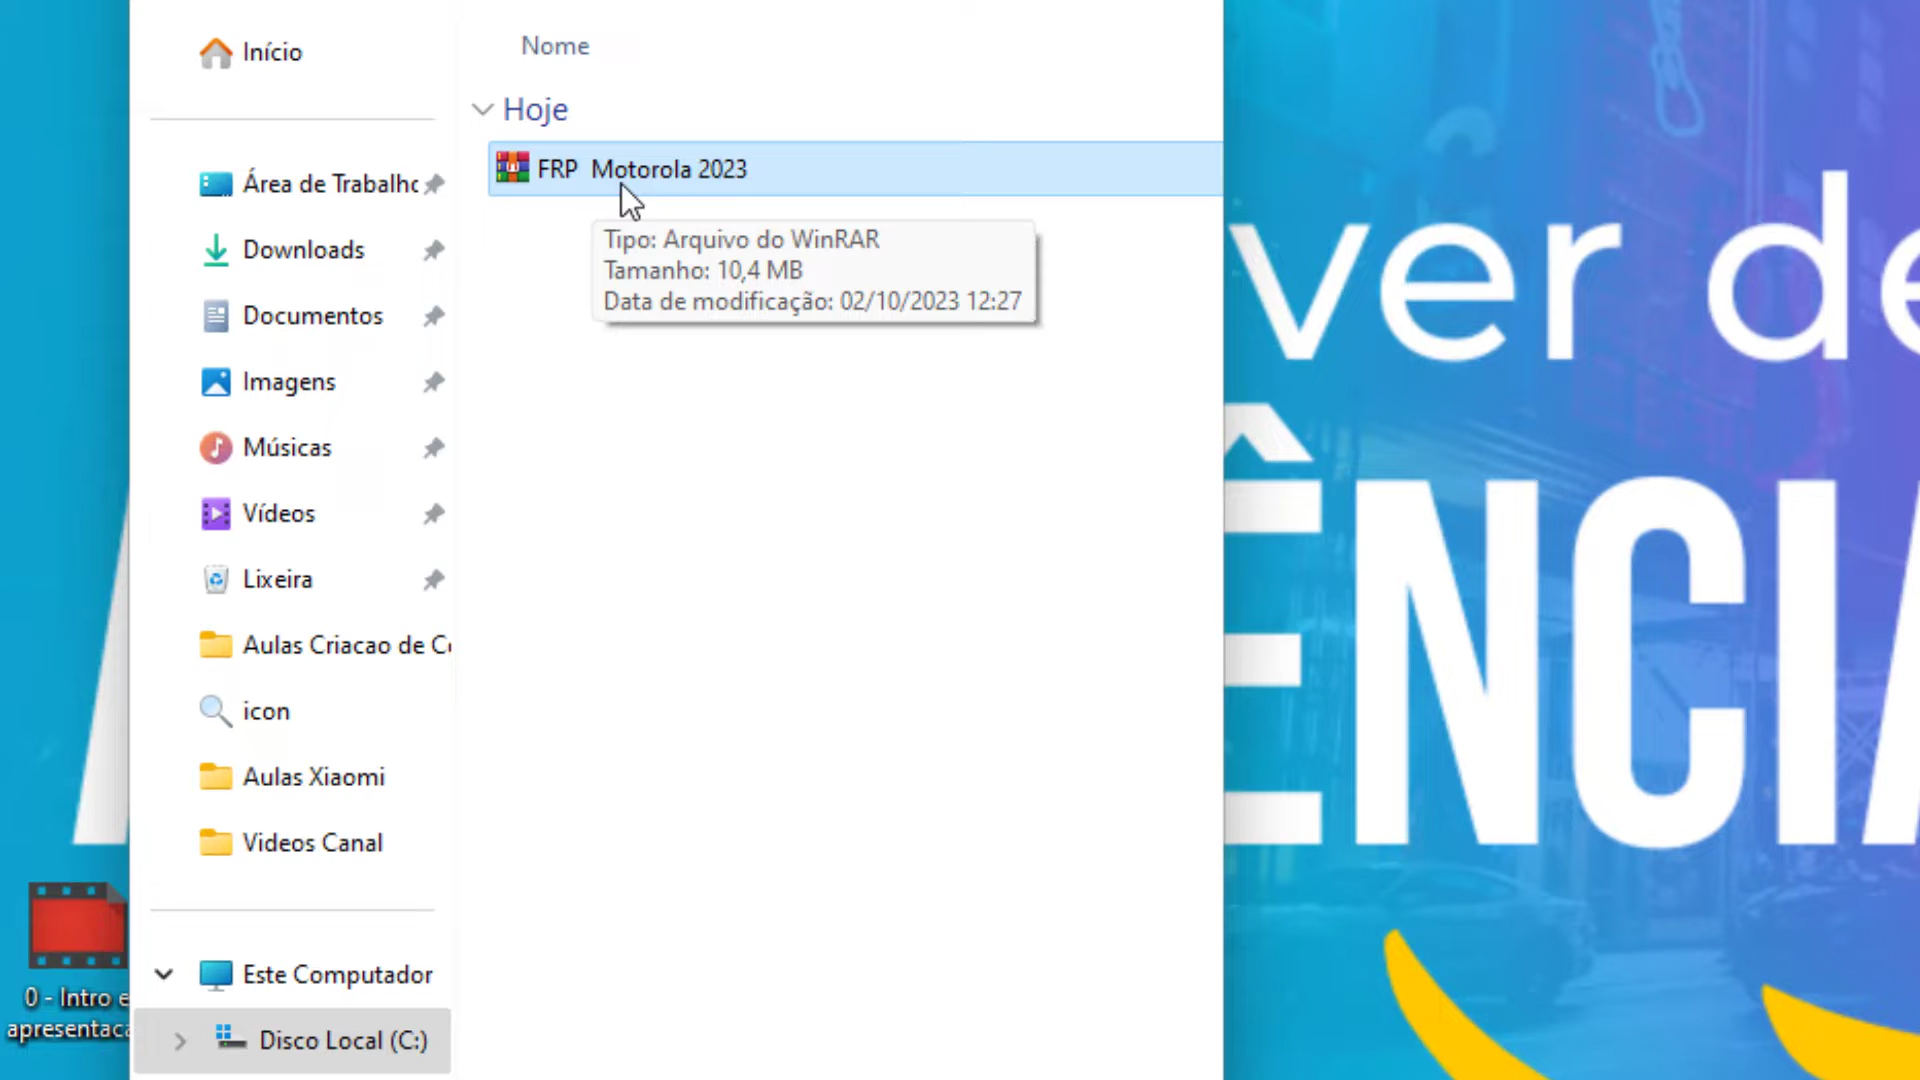 Início
Nome
Hoje
FRP Motorola 2023
Tipo: Arquivo do WinRAR
Tamanho: 10,4 MB
Data de modificação: 02/10/2023 12:27
Área de Trabalho
Downloads
Documentos
Imagens
Músicas
Vídeos
Lixeira
Aulas Criacao de Co
icon
Aulas Xiaomi
Videos Canal
Este Computador
Disco Local (C:)
0 - Intro e
apresentaca
ver de
ÊNCIA